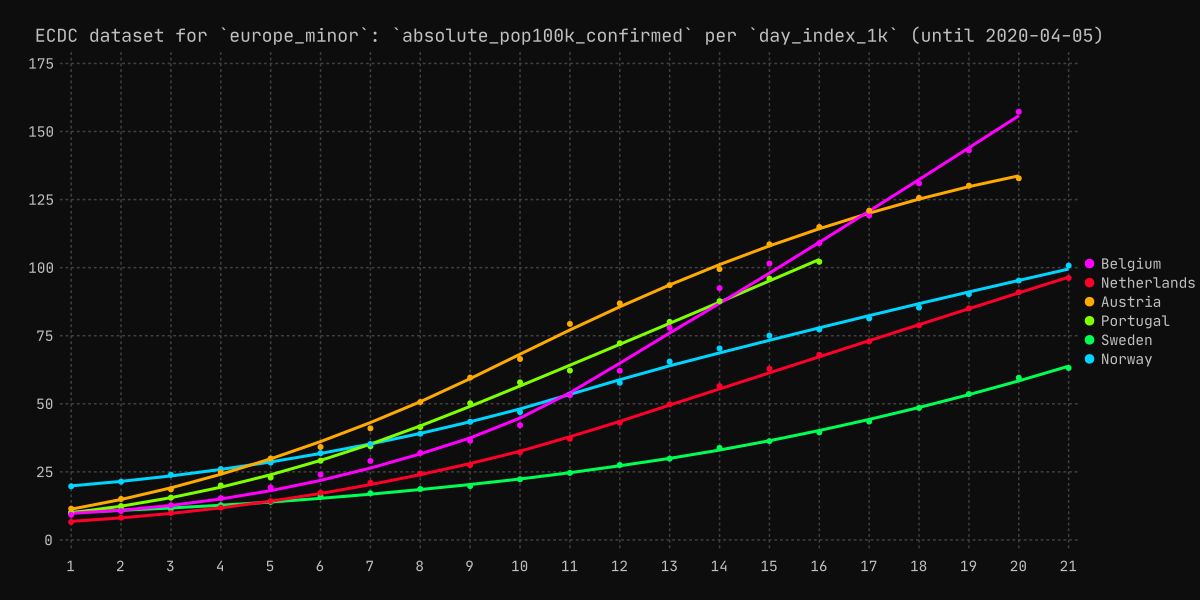 ECDC dataset for `europe_minor`: `absolute_pop100k_confirmed` per `day_index_1k` (until 2020-04-05)
175
150
125
100
75
50
25
0
1 2 3 4 5 6 7 8 9 10 11 12 13 14 15 16 17 18 19 20 21
Belgium
Netherlands
Austria
Portugal
Sweden
Norway